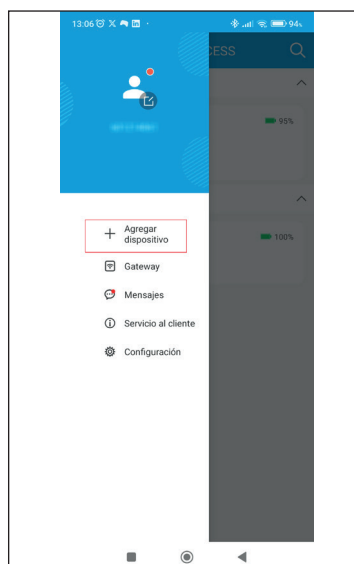 13:06
94%
CESS
95%
100%
Agregar
dispositivo
Gateway
Mensajes
Servicio al cliente
Configuración